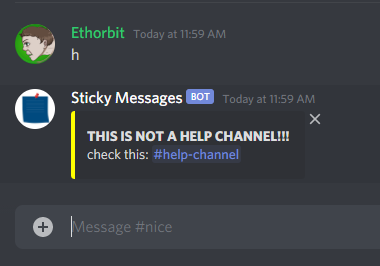 Ethorbit Today at 11:59 AM
h
Sticky Messages BOT Today at 11:59 AM
THIS IS NOT A HELP CHANNEL!!!
check this: #help-channel
Message #nice